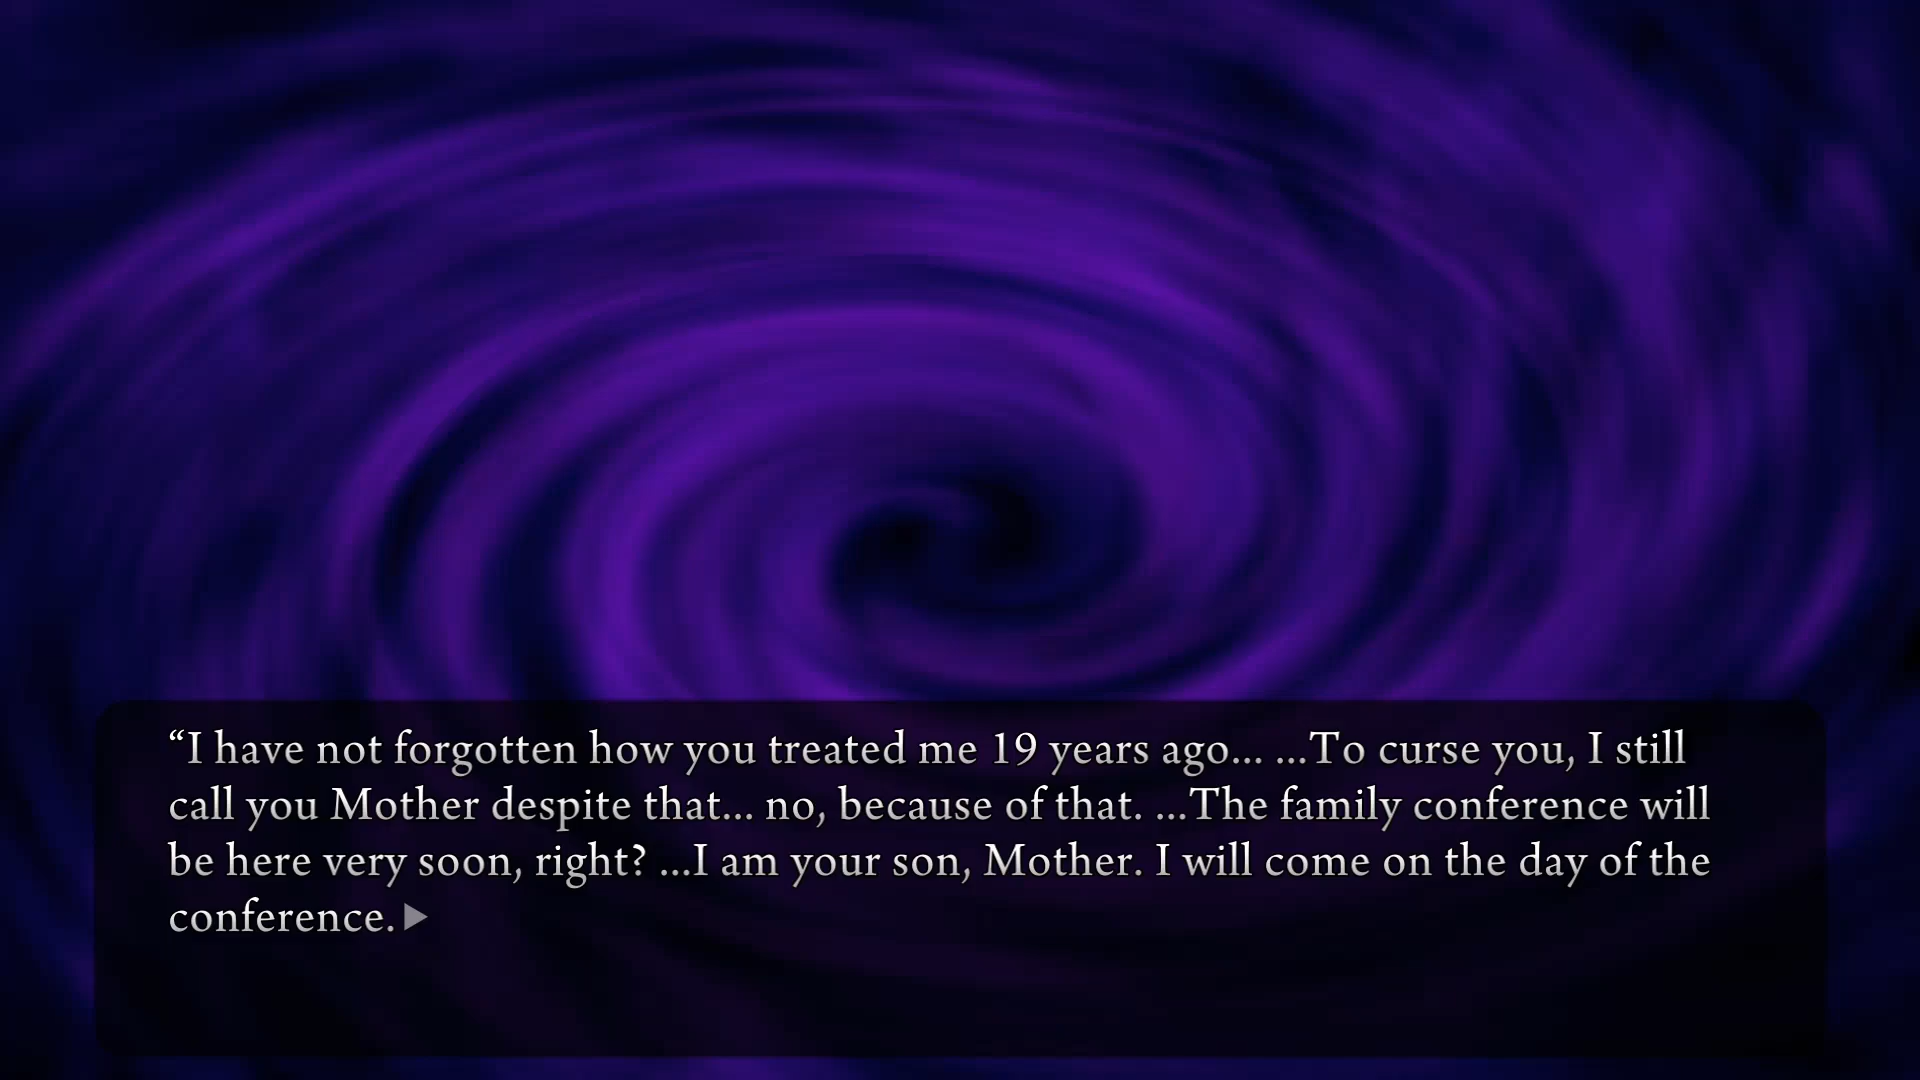 “I have not forgotten how you treated me 19 years ago... ...To curse you, I still
call you Mother despite that... no, because of that. ...The family conference will
be here very soon, right? ...I am your son, Mother. I will come on the day of the
conference.